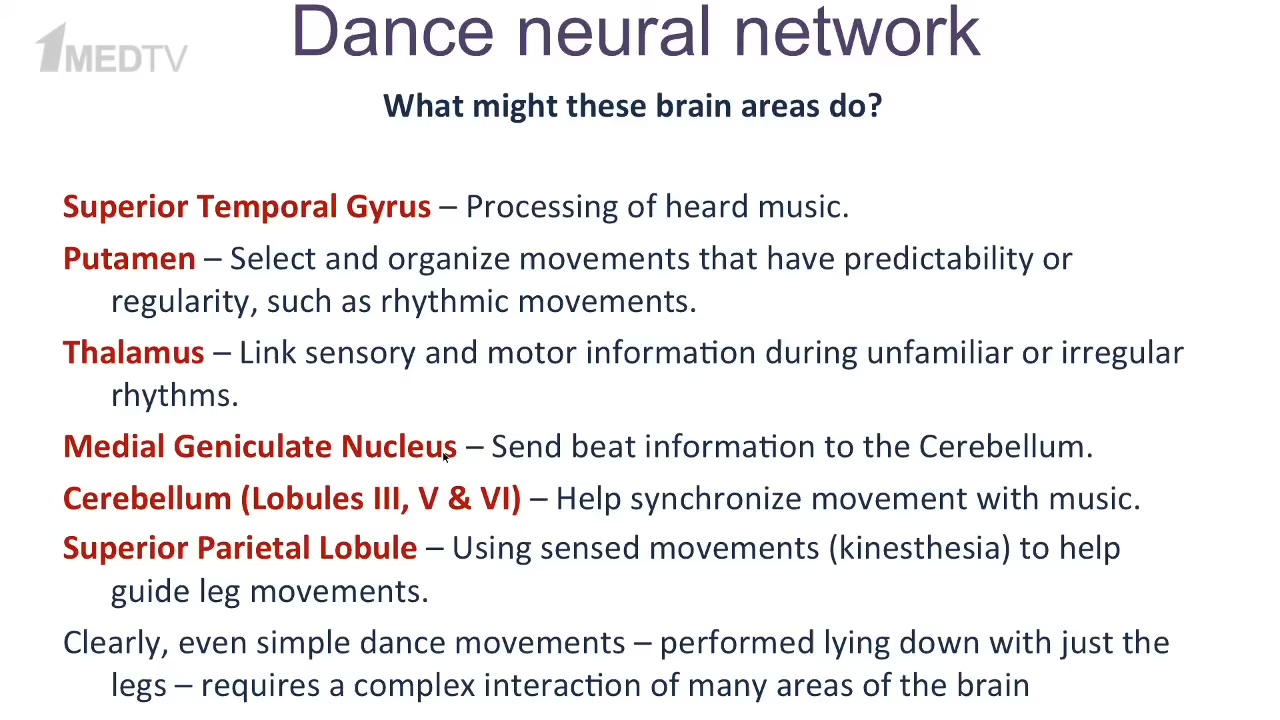 1MEDTV
Dance neural network
What might these brain areas do?
Superior Temporal Gyrus – Processing of heard music.
Putamen – Select and organize movements that have predictability or
regularity, such as rhythmic movements.
Thalamus – Link sensory and motor information during unfamiliar or irregular
rhythms.
Medial Geniculate Nucleus – Send beat information to the Cerebellum.
Cerebellum (Lobules III, V & VI) – Help synchronize movement with music.
Superior Parietal Lobule – Using sensed movements (kinesthesia) to help
guide leg movements.
Clearly, even simple dance movements – performed lying down with just the
legs – requires a complex interaction of many areas of the brain